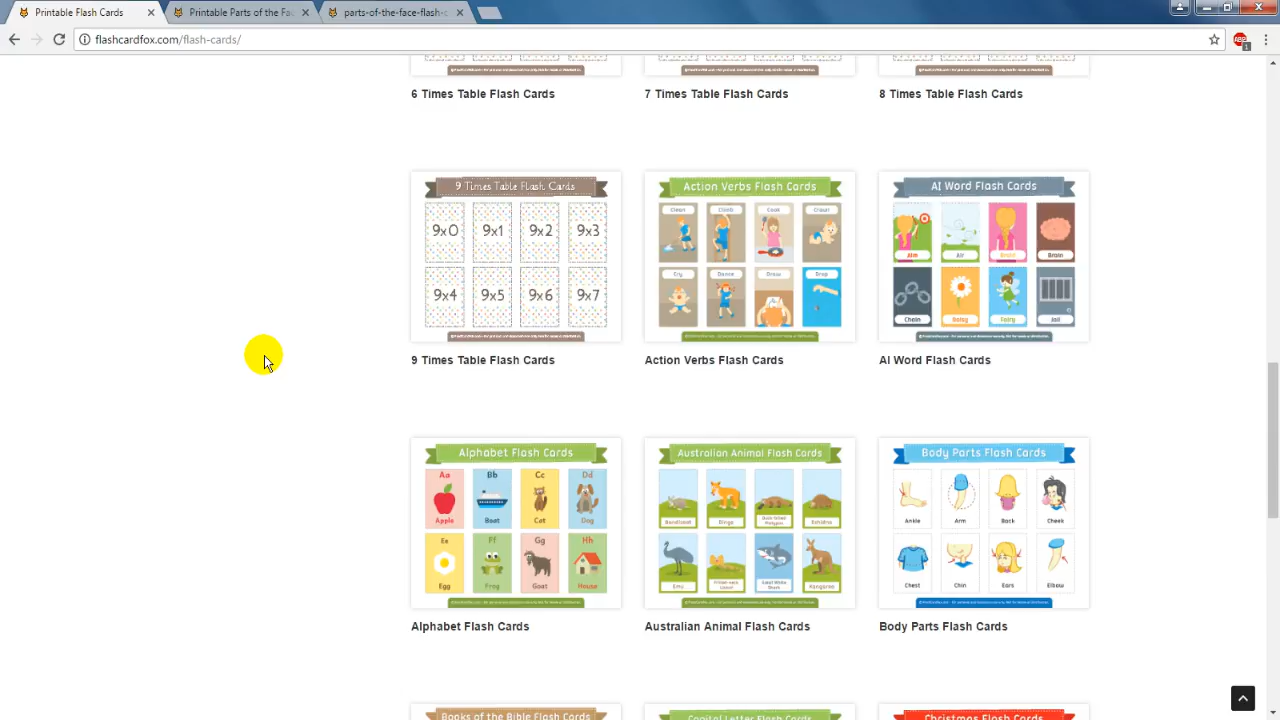 Printable Flash Cards
Printable Parts of the Fac
parts-of-the-face-flash-c
flashcardfox.com/flash-cards/
ABP
1
6 Times Table Flash Cards
7 Times Table Flash Cards
8 Times Table Flash Cards
9 Times Table Flash Cards
9x0 9x1 9x2 9x3
9x4 9x5 9x6 9x7
9 Times Table Flash Cards
Action Verbs Flash Cards
Clean Climb Cook Crawl
Cry Dance Draw Drop
Action Verbs Flash Cards
AI Word Flash Cards
Aim Air Braid Brain
Chain Daisy Fairy Jail
AI Word Flash Cards
Alphabet Flash Cards
Aa Bb Cc Dd
Apple Boat Cat Dog
Ee Ff Gg Hh
Egg Frog Goat House
Alphabet Flash Cards
Australian Animal Flash Cards
Bandicoot Dingo Echidna
Emu Kangaroo
Australian Animal Flash Cards
Body Parts Flash Cards
Ankle Arm Back Cheek
Chest Chin Ears Elbow
Body Parts Flash Cards
Books of the Bible Flash Cards
Capital Letter Flash Cards
Christmas Flash Cards